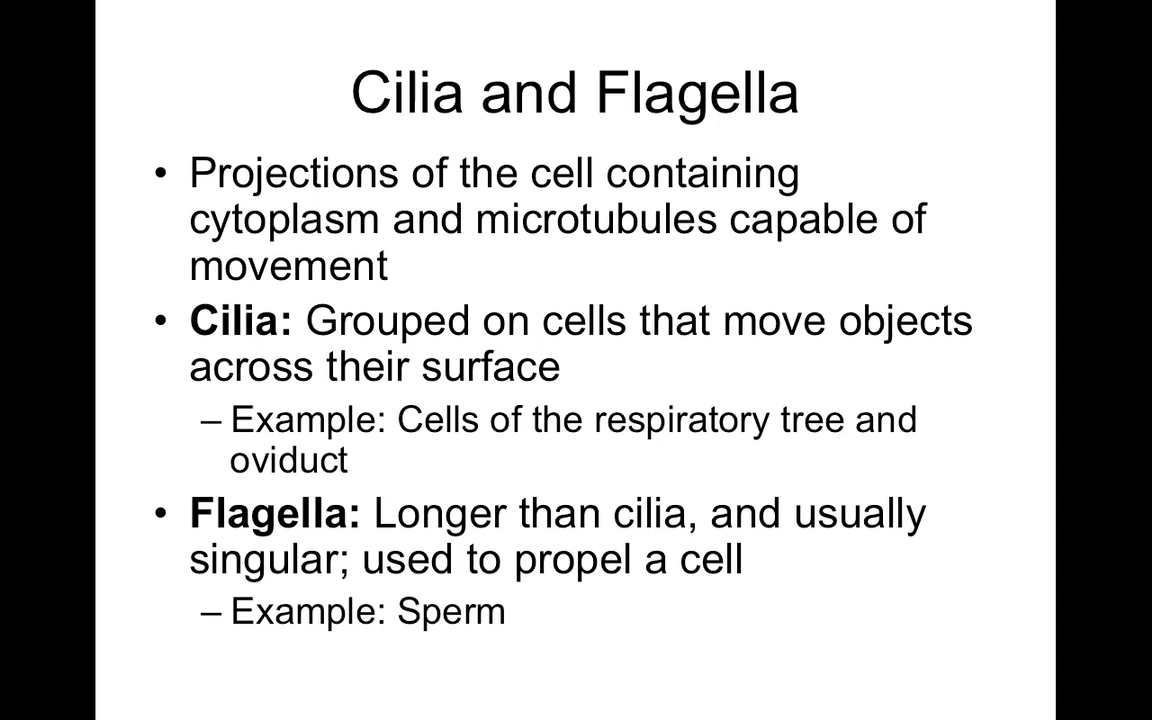 Cilia and Flagella
• Projections of the cell containing
cytoplasm and microtubules capable of
movement
• Cilia: Grouped on cells that move objects
across their surface
– Example: Cells of the respiratory tree and
oviduct
• Flagella: Longer than cilia, and usually
singular; used to propel a cell
– Example: Sperm